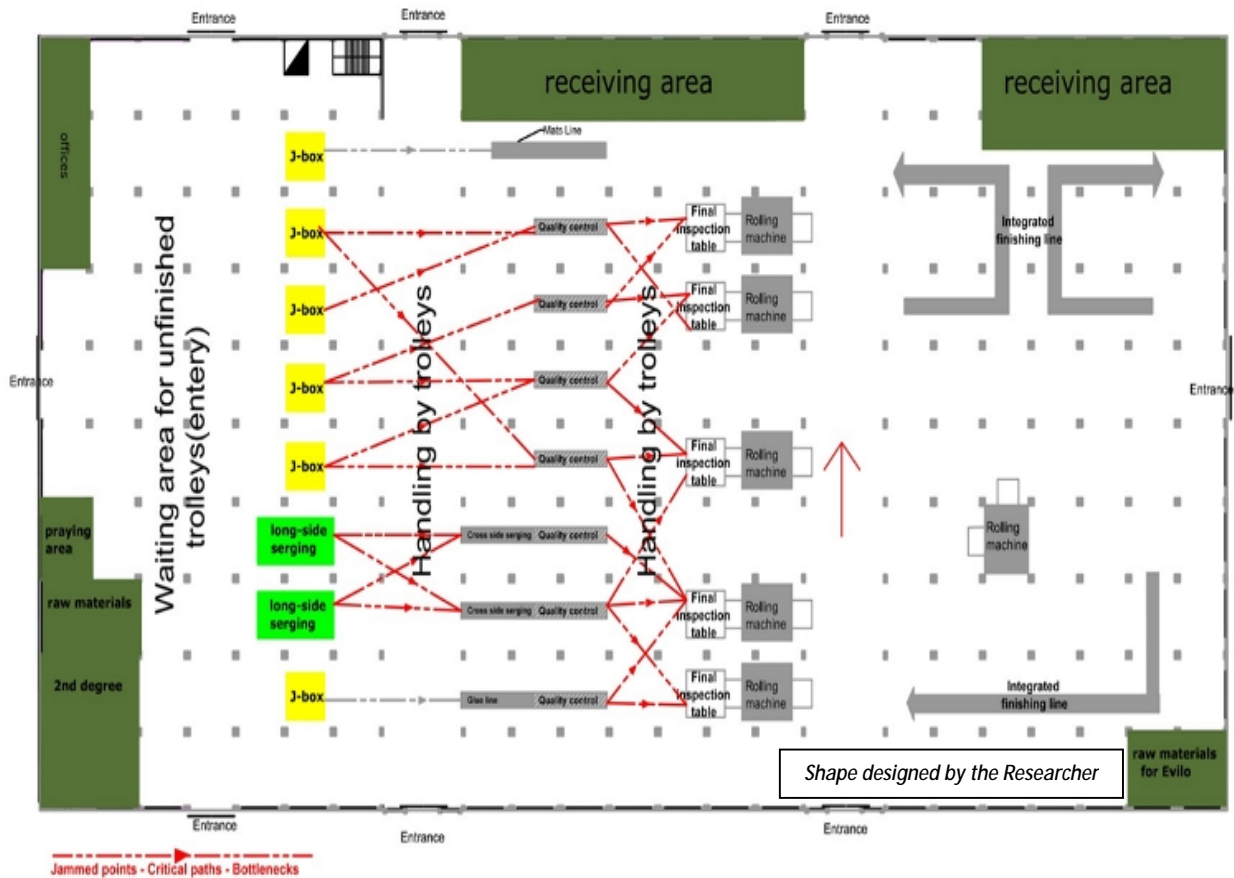 Entrance
Entrance
Entrance
receiving area
receiving area
offices
Mats Line
J-box
J-box
Quality control
Final
inspection
table
Rolling
machine
Integrated
finishing line
J-box
Quality control
Final
inspection
table
Rolling
machine
Waiting area for unfinished
trolleys(entery)
Handling by trolleys
Handling by trolleys
Entrance
Entrance
J-box
Quality control
J-box
Quality control
Final
inspection
table
Rolling
machine
praying
area
long-side
serging
Cross side serging
Quality control
Rolling
machine
raw materials
long-side
serging
Cross side serging
Quality control
Final
inspection
table
Rolling
machine
2nd degree
J-box
Glue line
Quality control
Final
inspection
table
Rolling
machine
Integrated
finishing line
Shape designed by the Researcher
raw materials
for Evilo
Entrance
Entrance
Entrance
Jammed points - Critical paths - Bottlenecks